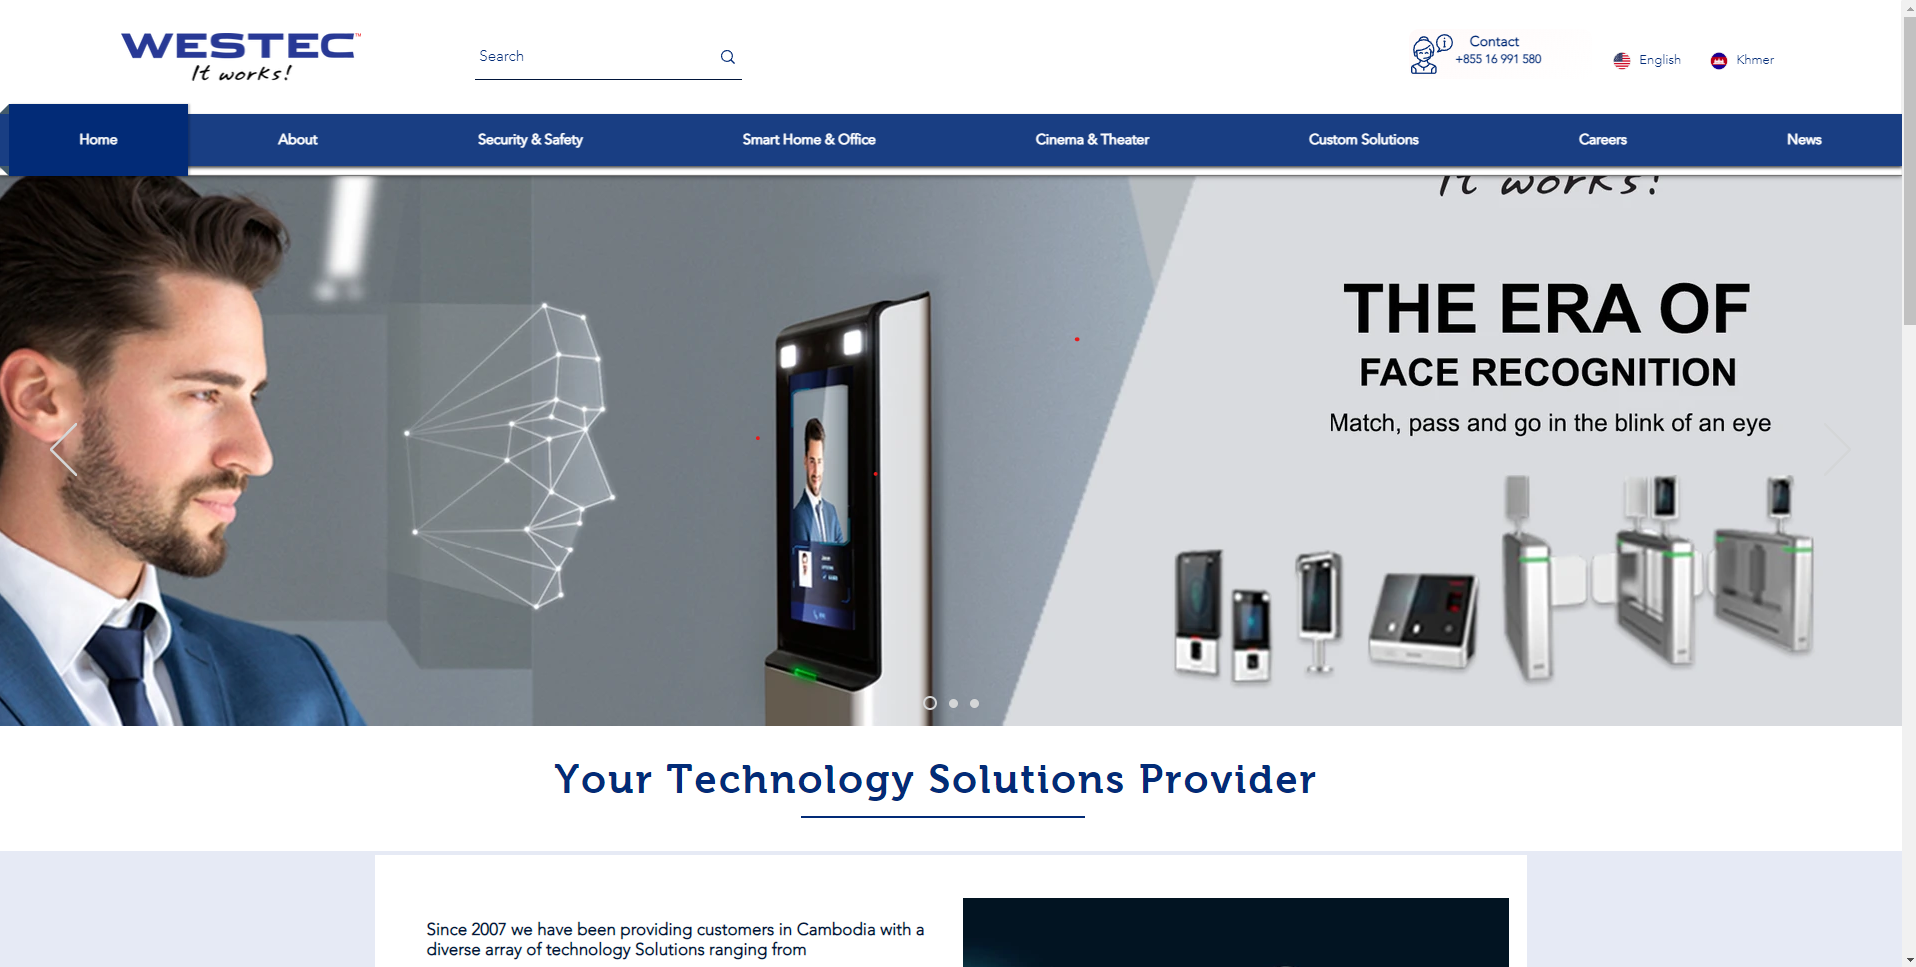 WESTEC™
It works!
Search
Contact
+855 16 991 580
English
Khmer
Home
About
Security & Safety
Smart Home & Office
Cinema & Theater
Custom Solutions
Careers
News
It works!
THE ERA OF
FACE RECOGNITION
Match, pass and go in the blink of an eye
Your Technology Solutions Provider
Since 2007 we have been providing customers in Cambodia with a
diverse array of technology Solutions ranging from